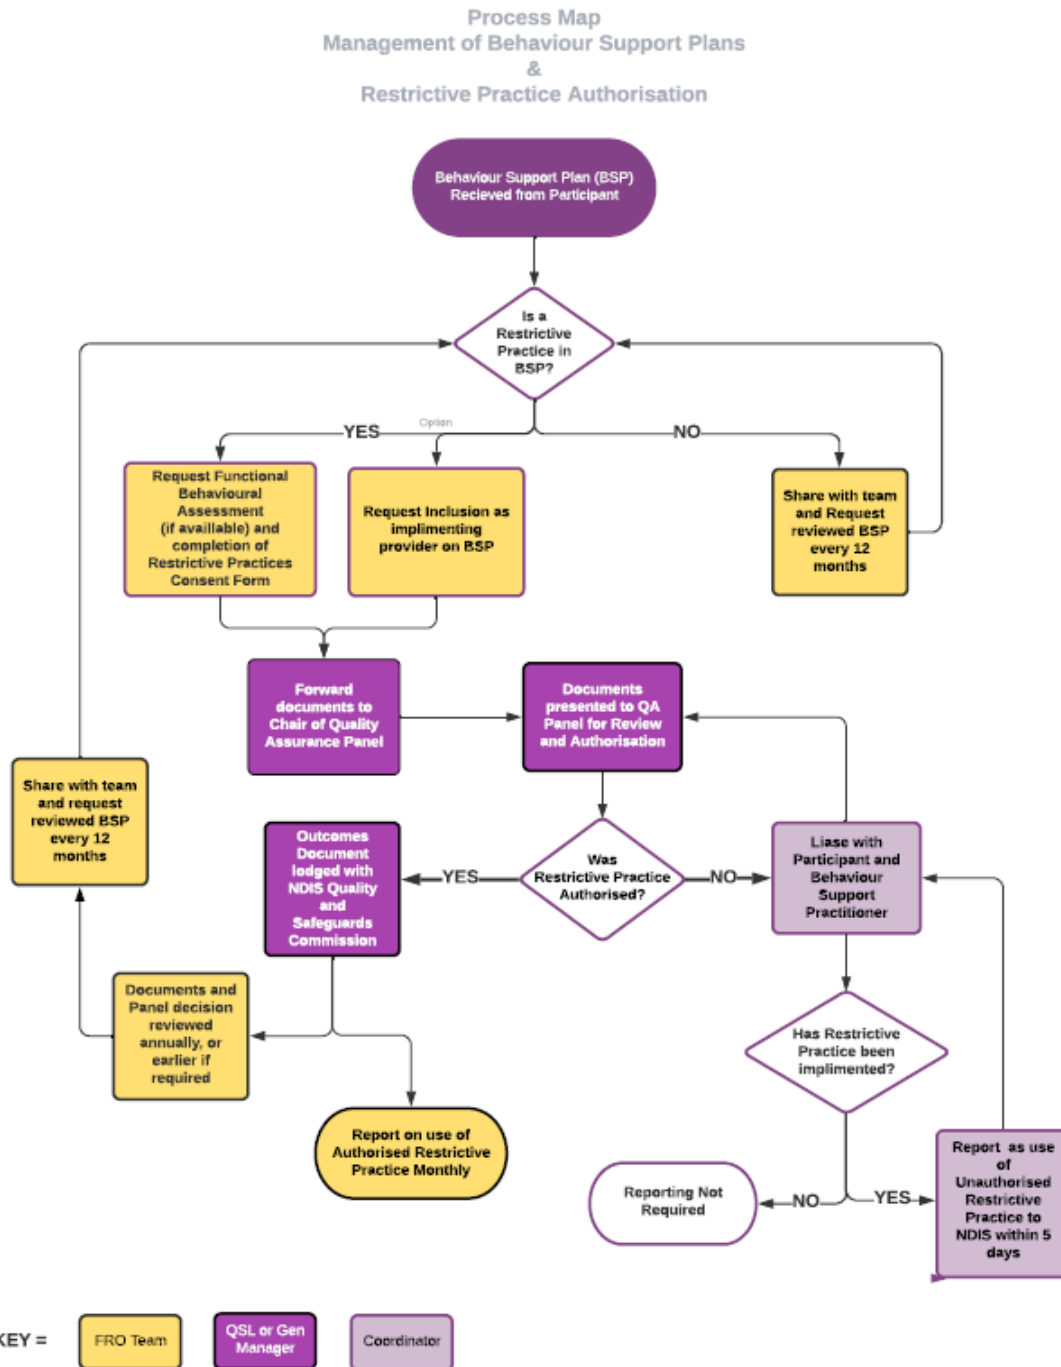 Process Map
Management of Behaviour Support Plans
&
Restrictive Practice Authorisation
Behaviour Support Plan (BSP)
Recieved from Participant
Is a
Restrictive
Practice in
BSP?
YES
Option
NO
Request Functional
Behavioural
Assessment
(if availlable) and
completion of
Restrictive Practices
Consent Form
Request Inclusion as
implimenting
provider on BSP
Share with team
and Request
reviewed BSP
every 12
months
Forward
documents to
Chair of Quality
Assurance Panel
Documents
presented to QA
Panel for Review
and Authorisation
Share with team
and request
reviewed BSP
every 12
months
Outcomes
Document
lodged with
NDIS Quality
and
Safeguards
Commission
YES
Was
Restrictive Practice
Authorised?
NO
Liase with
Participant and
Behaviour
Support
Practitioner
Documents and
Panel decision
reviewed
annually, or
earlier if
required
Has Restrictive
Practice been
implimented?
Report on use of
Authorised Restrictive
Practice Monthly
Reporting Not
Required
NO
YES
Report as use
of
Unauthorised
Restrictive
Practice to
NDIS within 5
days
KEY =
FRO Team
QSL or Gen
Manager
Coordinator